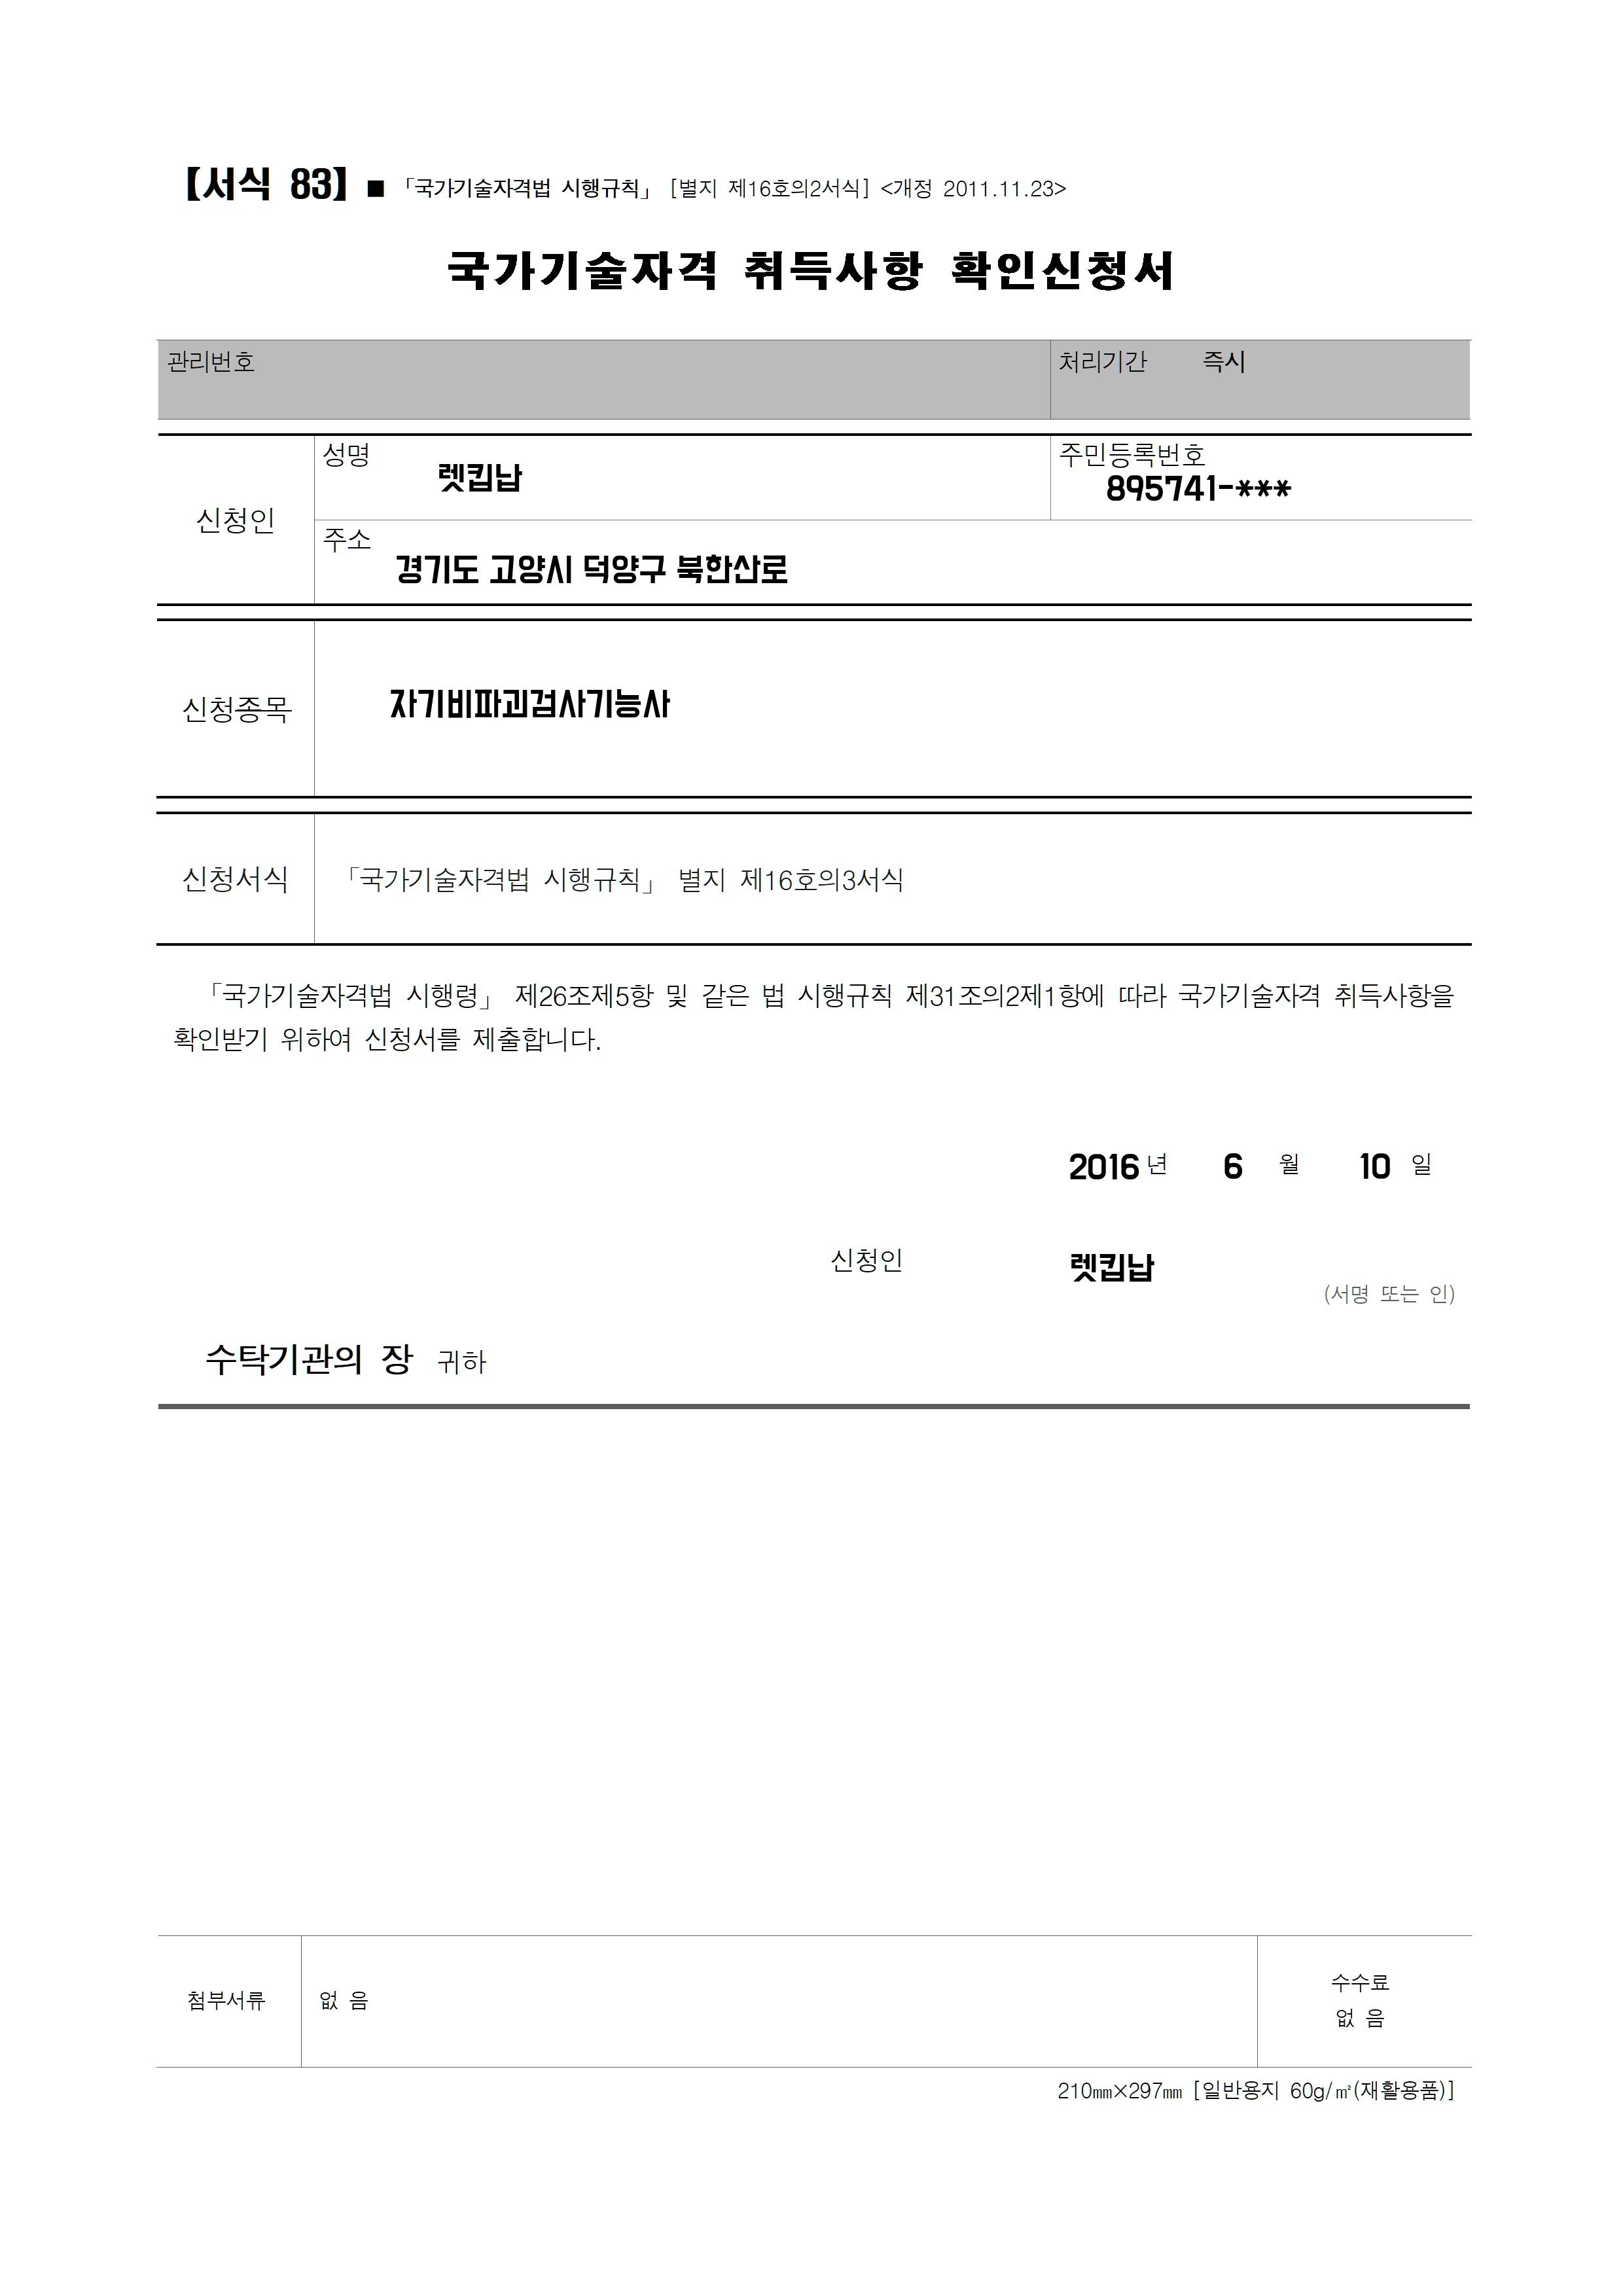 【서식 83】 ■ 「국가기술자격법 시행규칙」 [별지 제16호의2서식] <개정 2011.11.23>
국가기술자격 취득사항 확인신청서
관리번호 처리기간 즉시
성명 주민등록번호
렛킵납 895741-***
신청인
주소
경기도 고양시 덕양구 북한산로
신청종목 자기비파괴검사기능사
신청서식 「국가기술자격법 시행규칙」 별지 제16호의3서식
「국가기술자격법 시행령」 제26조제5항 및 같은 법 시행규칙 제31조의2제1항에 따라 국가기술자격 취득사항을
확인받기 위하여 신청서를 제출합니다.
2016 년 6 월 10 일
신청인 렛킵납
(서명 또는 인)
수탁기관의 장 귀하
첨부서류 없 음 수수료
없 음
210㎜×297㎜ [일반용지 60g/㎡(재활용품)]